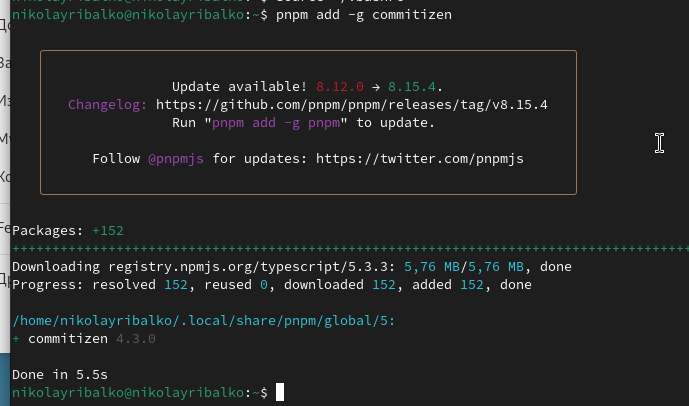 nikolayribalko@nikolayribalko:~$ pnpm add -g commitizen
Update available! 8.12.0 → 8.15.4.
Changelog: https://github.com/pnpm/pnpm/releases/tag/v8.15.4
Run "pnpm add -g pnpm" to update.
Follow @pnpmjs for updates: https://twitter.com/pnpmjs
Packages: +152
++++++++++++++++++++++++++++++++++++++++++++++++++++++++++++++++++++++++++++++++++++
Downloading registry.npmjs.org/typescript/5.3.3: 5,76 MB/5,76 MB, done
Progress: resolved 152, reused 0, downloaded 152, added 152, done
/home/nikolayribalko/.local/share/pnpm/global/5:
+ commitizen 4.3.0
Done in 5.5s
nikolayribalko@nikolayribalko:~$